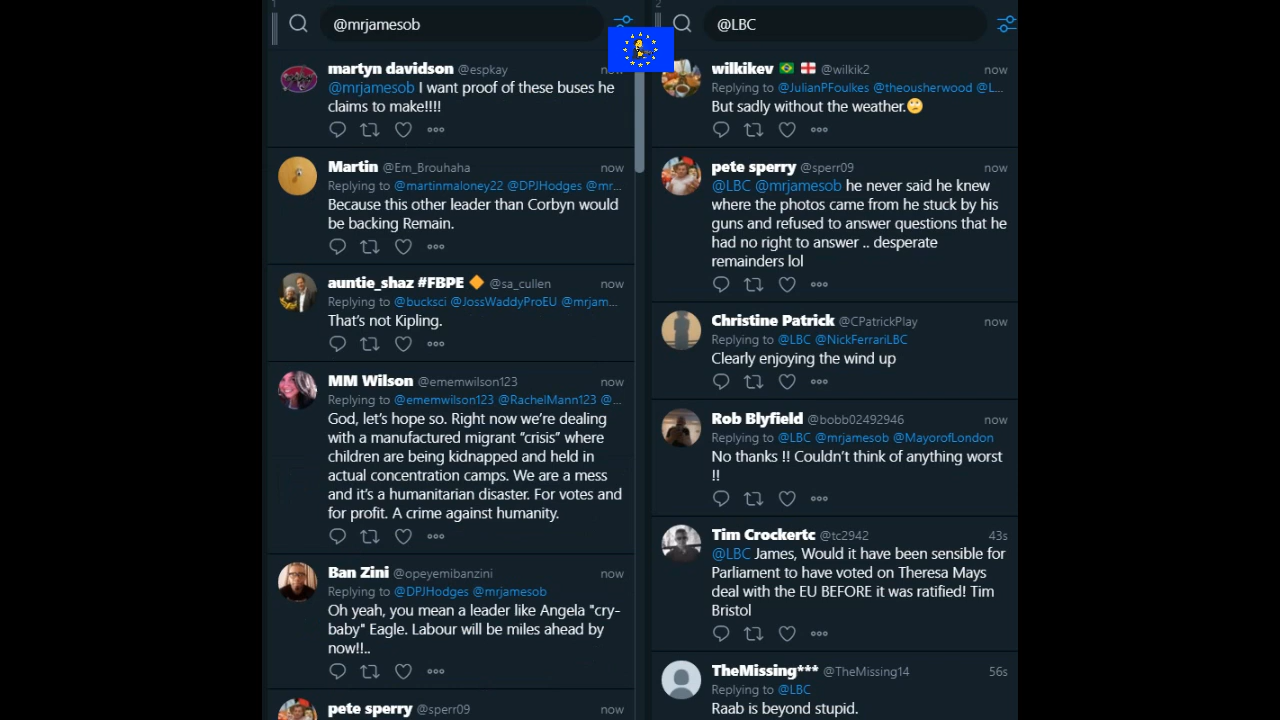 1
@mrjamesob
martyn davidson @espkay now
@mrjamesob I want proof of these buses he
claims to make!!!!
Martin @Em_Brouhaha now
Replying to @martinmaloney22 @DPJHodges @mr...
Because this other leader than Corbyn would
be backing Remain.
auntie_shaz #FBPE 🔶 @sa_cullen now
Replying to @bucksci @JossWaddyProEU @mrjam...
That's not Kipling.
MM Wilson @ememwilson123 now
Replying to @ememwilson123 @RachelMann123 @...
God, let's hope so. Right now we're dealing
with a manufactured migrant "crisis" where
children are being kidnapped and held in
actual concentration camps. We are a mess
and it's a humanitarian disaster. For votes and
for profit. A crime against humanity.
Ban Zini @opeyemibanzini now
Replying to @DPJHodges @mrjamesob
Oh yeah, you mean a leader like Angela "cry-
baby" Eagle. Labour will be miles ahead by
now!!..
pete sperry @sperr09 now
2
@LBC
wilkikev 🇧🇷 🏴󠁧󠁢󠁥󠁮󠁧󠁿 @wilkik2 now
Replying to @JulianPFoulkes @theousherwood @L...
But sadly without the weather.🙄
pete sperry @sperr09 now
@LBC @mrjamesob he never said he knew
where the photos came from he stuck by his
guns and refused to answer questions that he
had no right to answer .. desperate
remainders lol
Christine Patrick @CPatrickPlay now
Replying to @LBC @NickFerrariLBC
Clearly enjoying the wind up
Rob Blyfield @bobb02492946 now
Replying to @LBC @mrjamesob @MayorofLondon
No thanks !! Couldn't think of anything worst
!!
Tim Crockertc @tc2942 43s
@LBC James, Would it have been sensible for
Parliament to have voted on Theresa Mays
deal with the EU BEFORE it was ratified! Tim
Bristol
TheMissing*** @TheMissing14 56s
Replying to @LBC
Raab is beyond stupid.